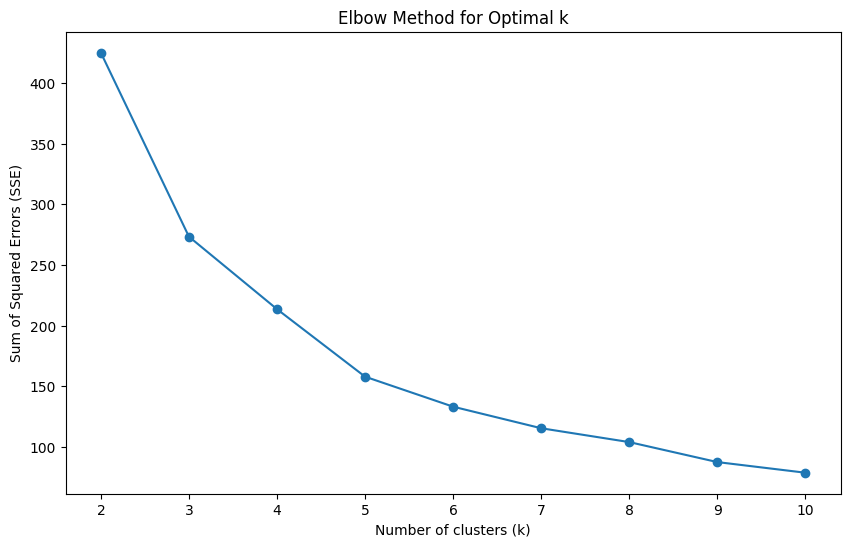 Elbow Method for Optimal k
Sum of Squared Errors (SSE)
400
350
300
250
200
150
100
2 3 4 5 6 7 8 9 10
Number of clusters (k)